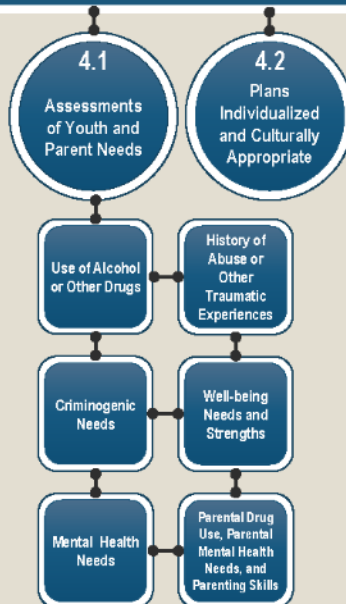 4.1
Assessments
of Youth and
Parent Needs
4.2
Plans
Individualized
and Culturally
Appropriate
Use of Alcohol
or Other Drugs
History of
Abuse or
Other
Traumatic
Experiences
Criminogenic
Needs
Well-being
Needs and
Strengths
Mental Health
Needs
Parental Drug
Use, Parental
Mental Health
Needs, and
Parenting Skills